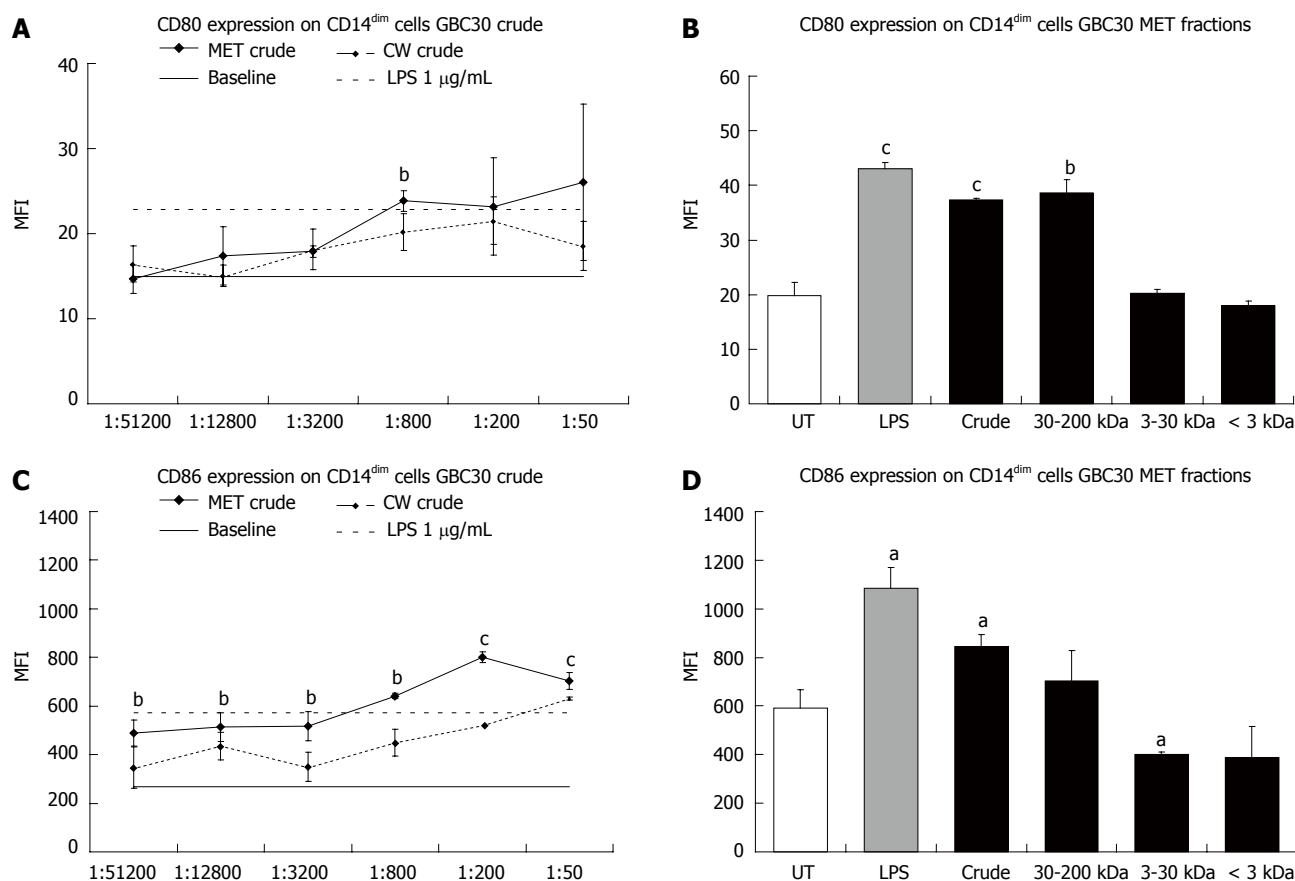 A
CD80 expression on CD14dim cells GBC30 crude
MET crude
CW crude
Baseline
LPS 1 μg/mL
40
30
20
10
0
MFI
b
1:51200 1:12800 1:3200 1:800 1:200 1:50
B
CD80 expression on CD14dim cells GBC30 MET fractions
60
50
40
30
20
10
0
MFI
c c b
UT LPS Crude 30-200 kDa 3-30 kDa < 3 kDa
C
CD86 expression on CD14dim cells GBC30 crude
MET crude
CW crude
Baseline
LPS 1 μg/mL
1400
1200
1000
800
600
400
200
0
MFI
b b b b c c
1:51200 1:12800 1:3200 1:800 1:200 1:50
D
CD86 expression on CD14dim cells GBC30 MET fractions
1400
1200
1000
800
600
400
200
0
MFI
a a a
UT LPS Crude 30-200 kDa 3-30 kDa < 3 kDa